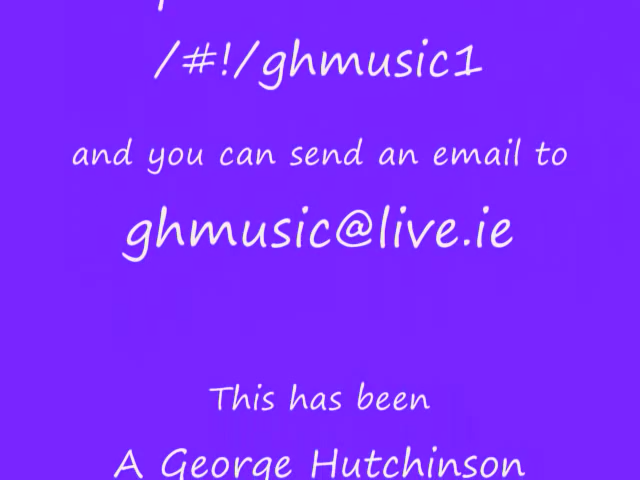 /#!/ghmusic1
and you can send an email to
ghmusic@live.ie
This has been
A George Hutchinson